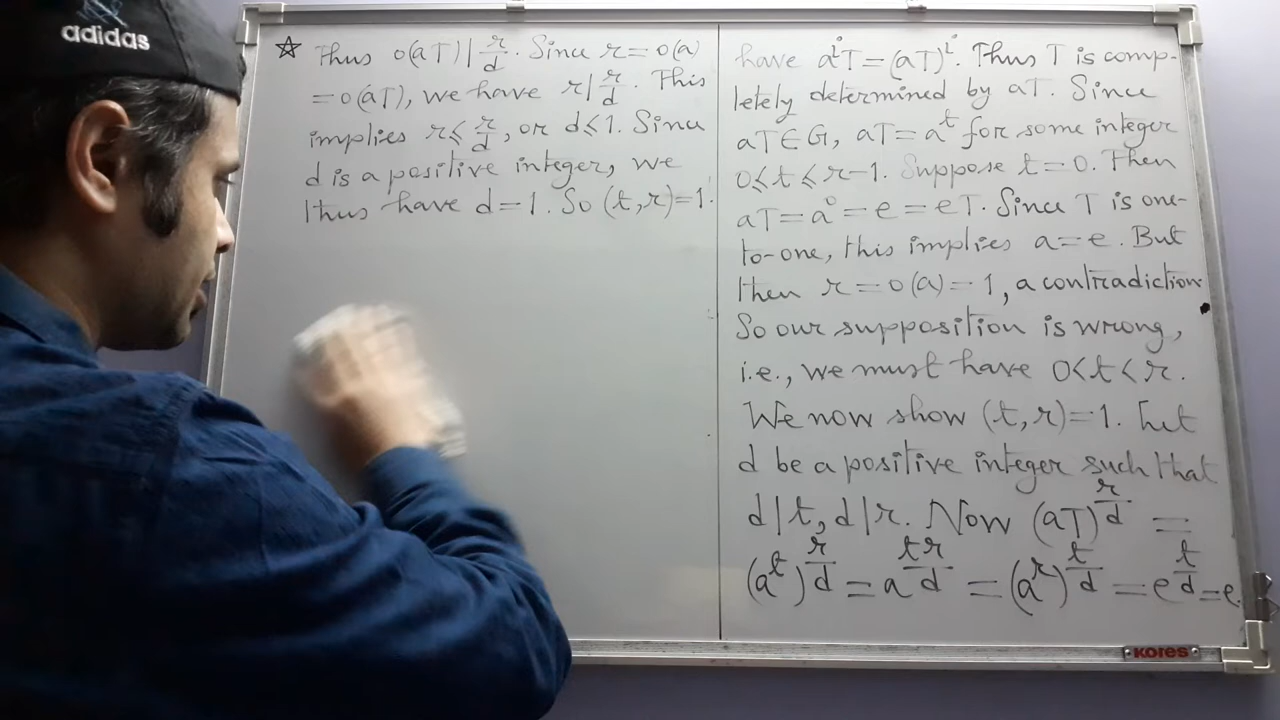 adidas
☆ Thus o(aT)|r/d. Since r=o(a)
=o(aT), we have r|r/d. This
implies r≤r/d, or d≤1. Since
d is a positive integer, we
thus have d=1. So (t,r)=1.
have aⁱT=(aT)ⁱ. Thus T is comp-
letely determined by aT. Since
aT∈G, aT=a^t for some integer
0≤t≤r-1. Suppose t=0. Then
aT=a⁰=e=eT. Since T is one-
to-one, this implies a=e. But
then r=o(a)=1, a contradiction.
So our supposition is wrong,
i.e., we must have 0<t<r.
We now show (t,r)=1. Let
d be a positive integer such that
d|t, d|r. Now (aT)^(r/d) =
(a^t)^(r/d) = a^(tr/d) = (a^r)^(t/d) = e^(t/d) = e.
kores